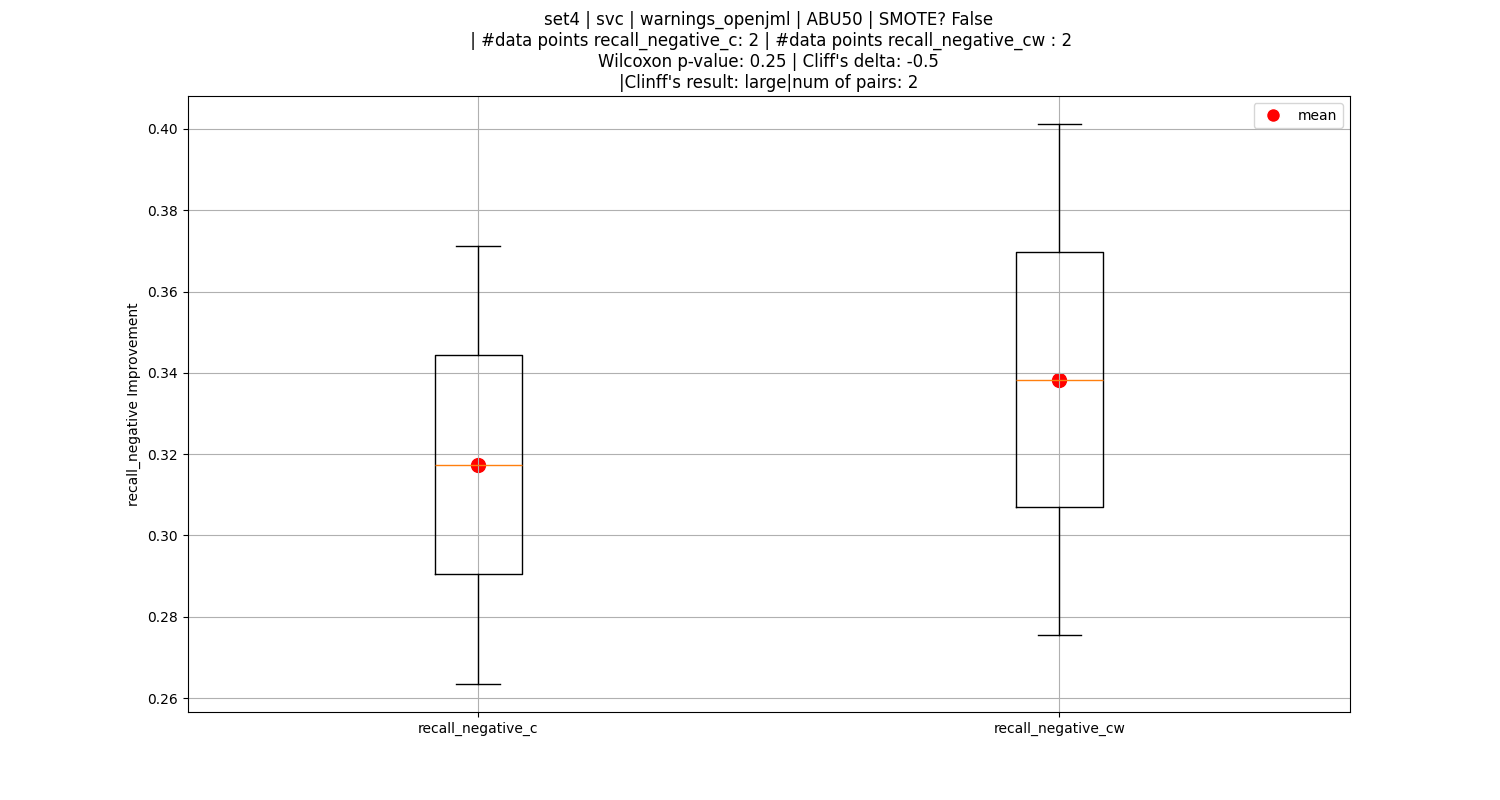 set4 | svc | warnings_openjml | ABU50 | SMOTE? False
| #data points recall_negative_c: 2 | #data points recall_negative_cw : 2
Wilcoxon p-value: 0.25 | Cliff's delta: -0.5
|Clinff's result: large|num of pairs: 2
mean
0.40
0.38
0.36
0.34
0.32
0.30
0.28
0.26
recall_negative Improvement
recall_negative_c
recall_negative_cw